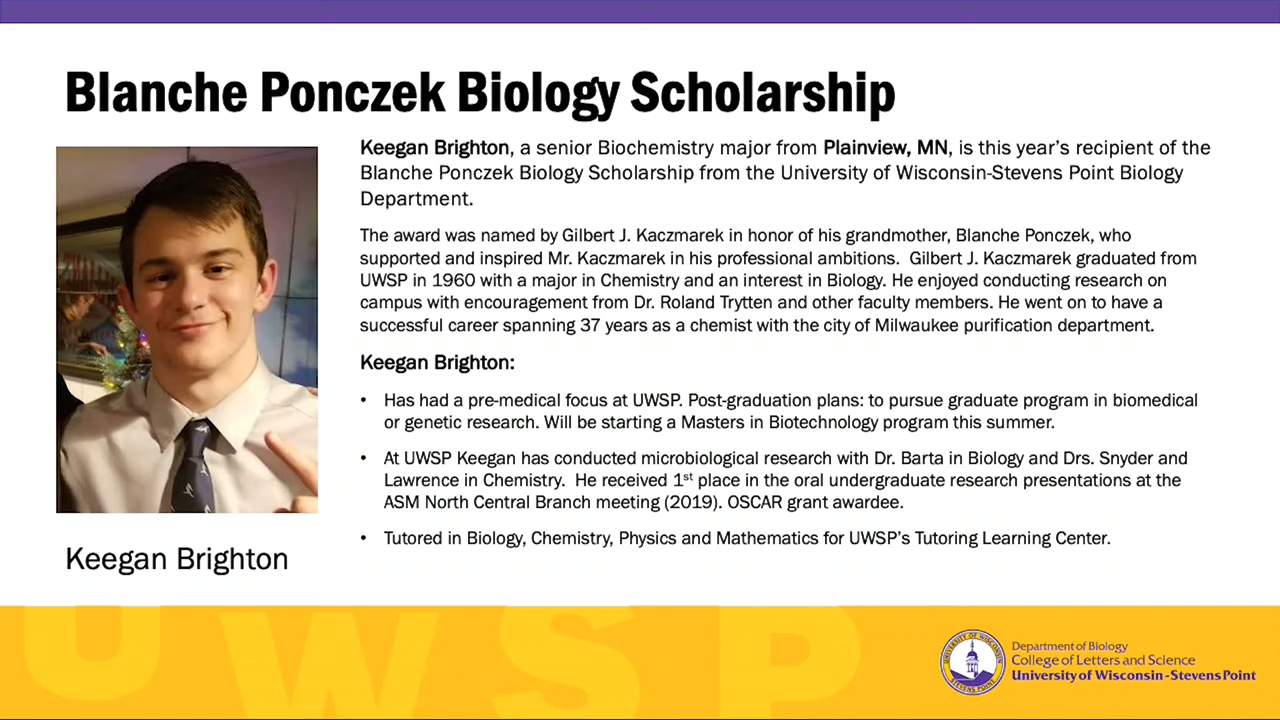 Blanche Ponczek Biology Scholarship
Keegan Brighton, a senior Biochemistry major from Plainview, MN, is this year’s recipient of the
Blanche Ponczek Biology Scholarship from the University of Wisconsin-Stevens Point Biology
Department.
The award was named by Gilbert J. Kaczmarek in honor of his grandmother, Blanche Ponczek, who
supported and inspired Mr. Kaczmarek in his professional ambitions.  Gilbert J. Kaczmarek graduated from
UWSP in 1960 with a major in Chemistry and an interest in Biology. He enjoyed conducting research on
campus with encouragement from Dr. Roland Trytten and other faculty members. He went on to have a
successful career spanning 37 years as a chemist with the city of Milwaukee purification department.
Keegan Brighton:
• Has had a pre-medical focus at UWSP. Post-graduation plans: to pursue graduate program in biomedical
or genetic research. Will be starting a Masters in Biotechnology program this summer.
• At UWSP Keegan has conducted microbiological research with Dr. Barta in Biology and Drs. Snyder and
Lawrence in Chemistry.  He received 1st place in the oral undergraduate research presentations at the
ASM North Central Branch meeting (2019). OSCAR grant awardee.
• Tutored in Biology, Chemistry, Physics and Mathematics for UWSP’s Tutoring Learning Center.
Keegan Brighton
UWSP
UNIVERSITY OF WISCONSIN
STEVENS POINT
Department of Biology
College of Letters and Science
University of Wisconsin-Stevens Point